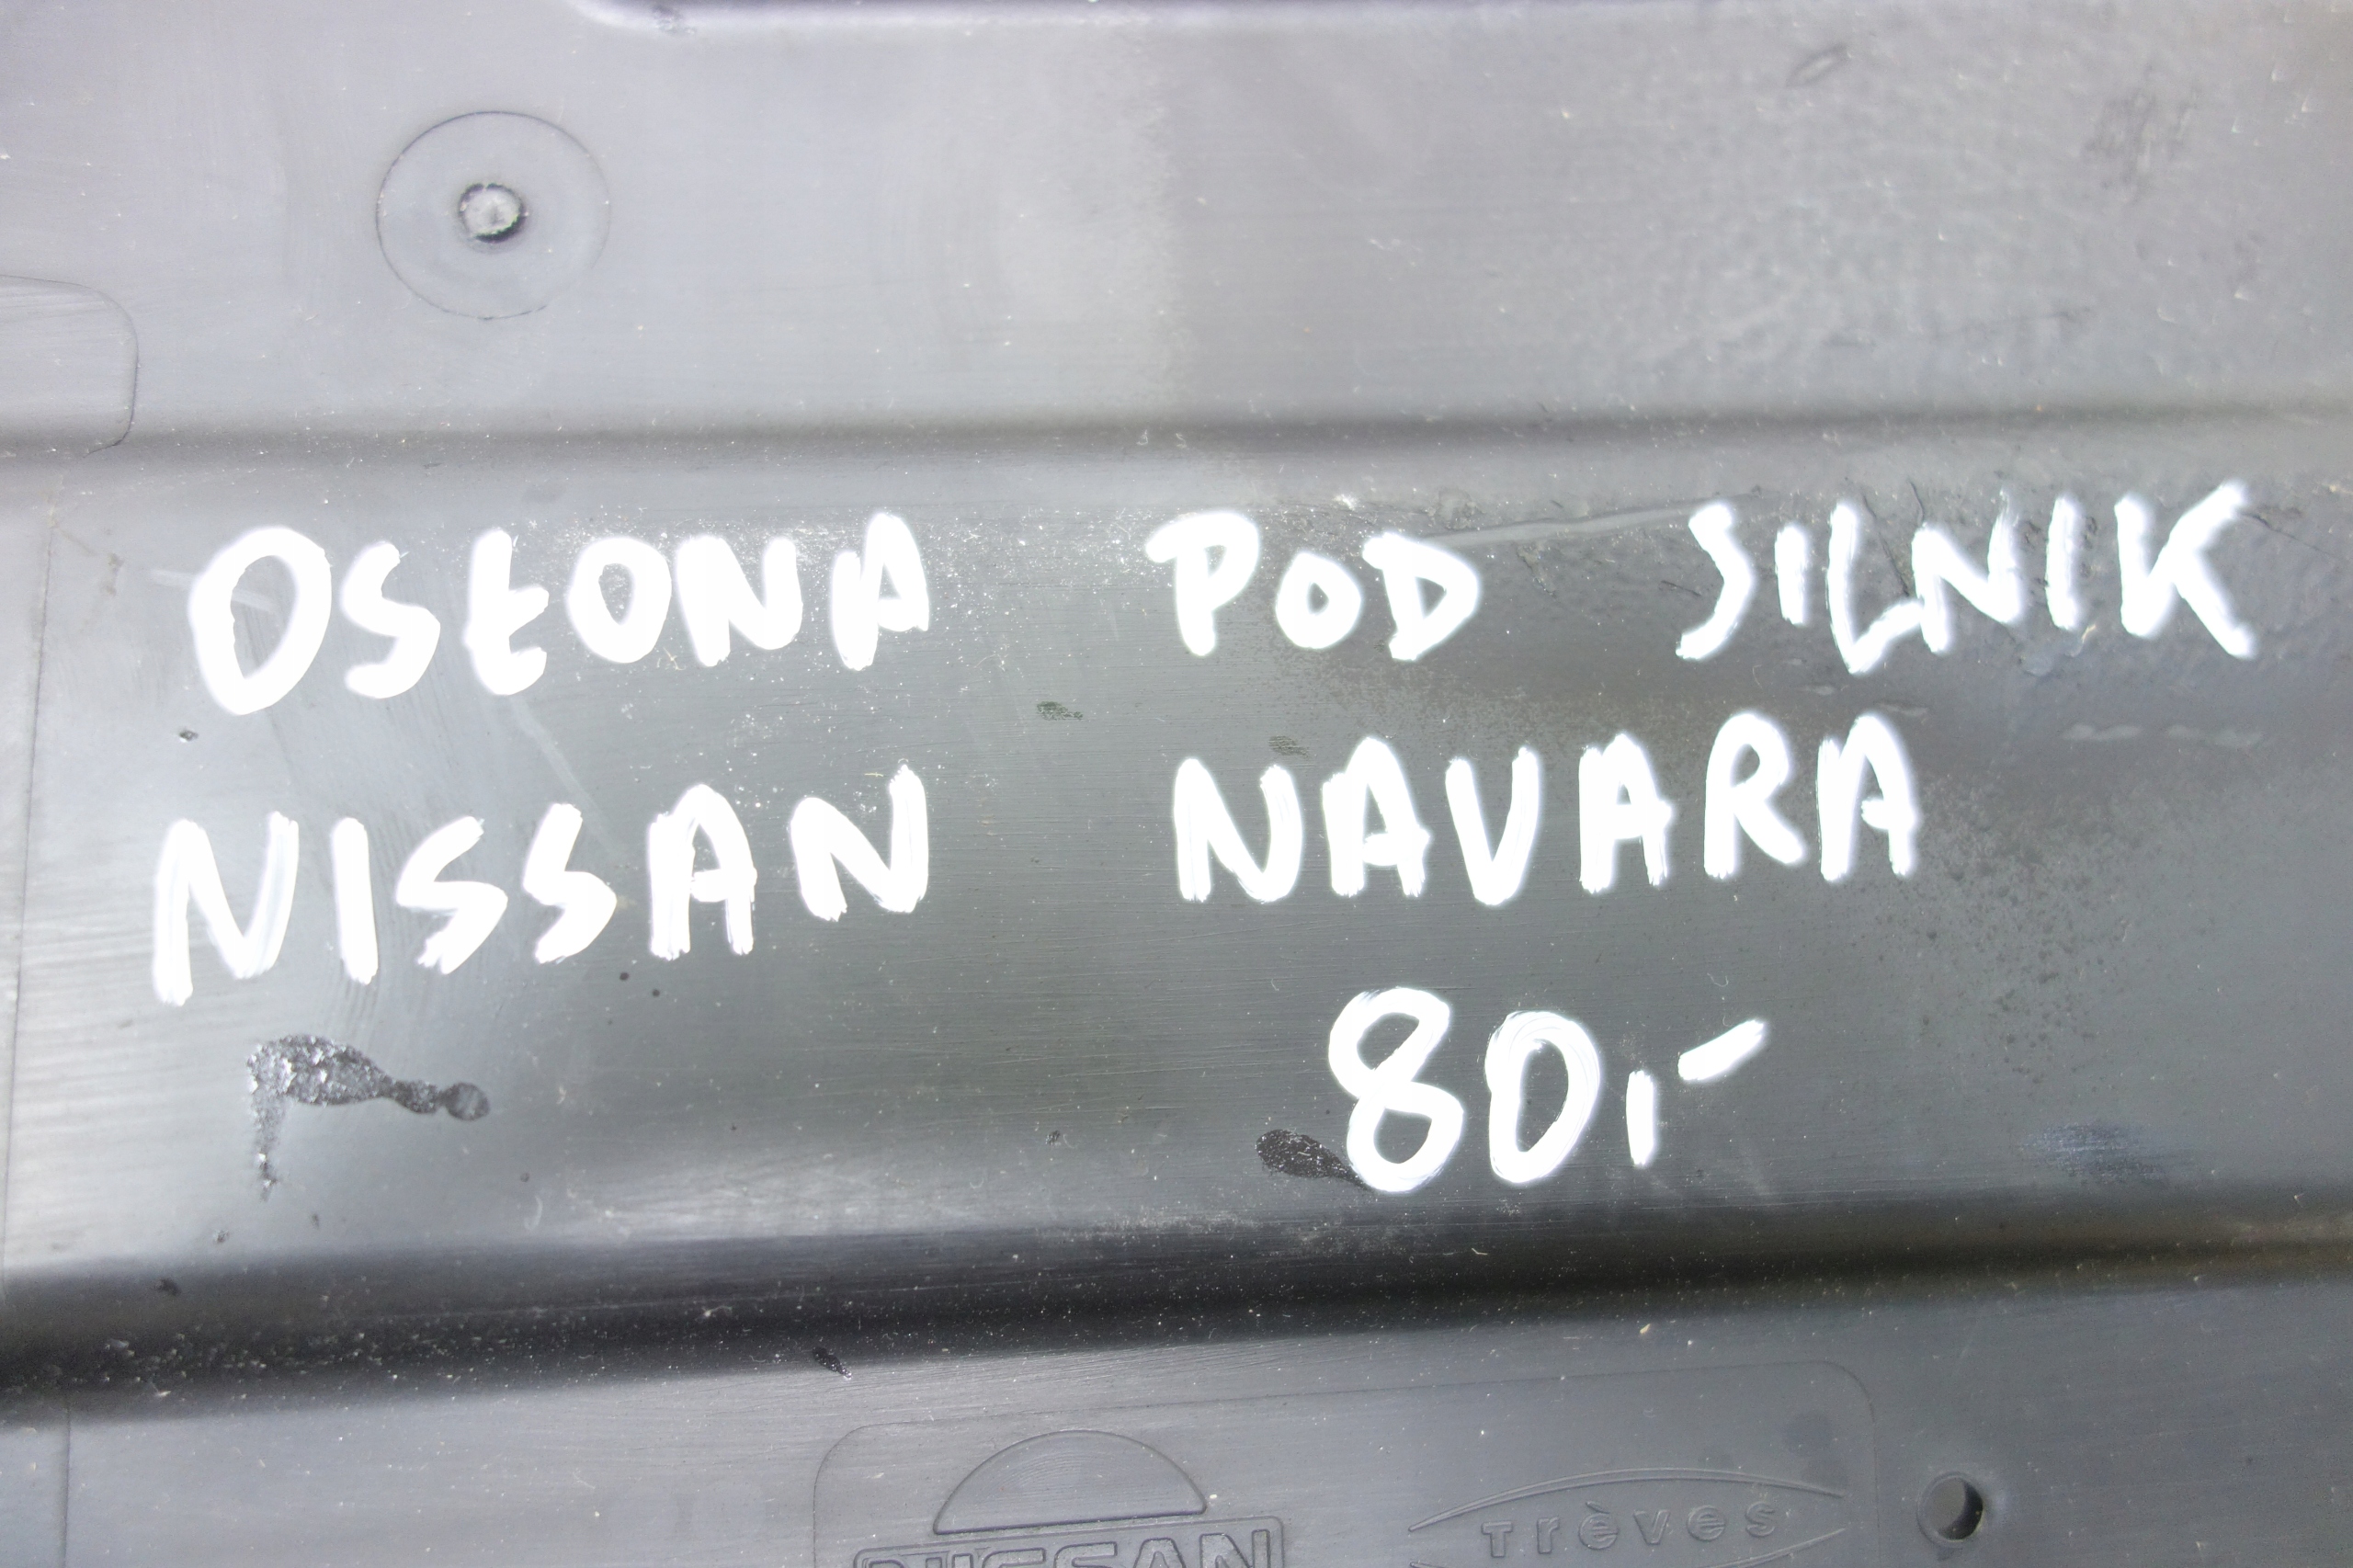 OSŁONA POD SILNIK
NISSAN NAVARA
80,-
NISSAN
Trèves